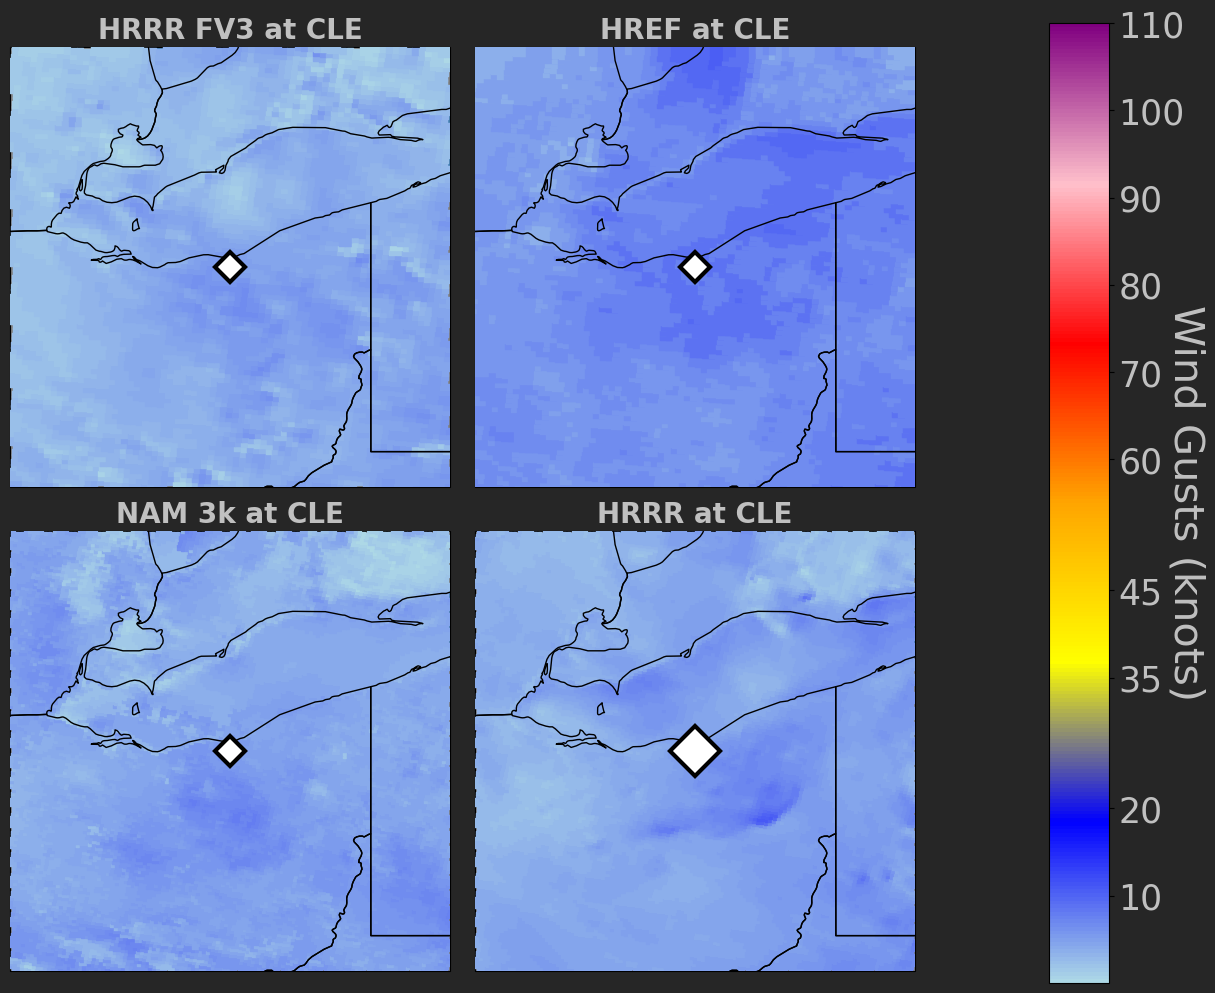 HRRR FV3 at CLE
HREF at CLE
NAM 3k at CLE
HRRR at CLE
110
100
90
80
70
60
45
35
20
10
Wind Gusts (knots)